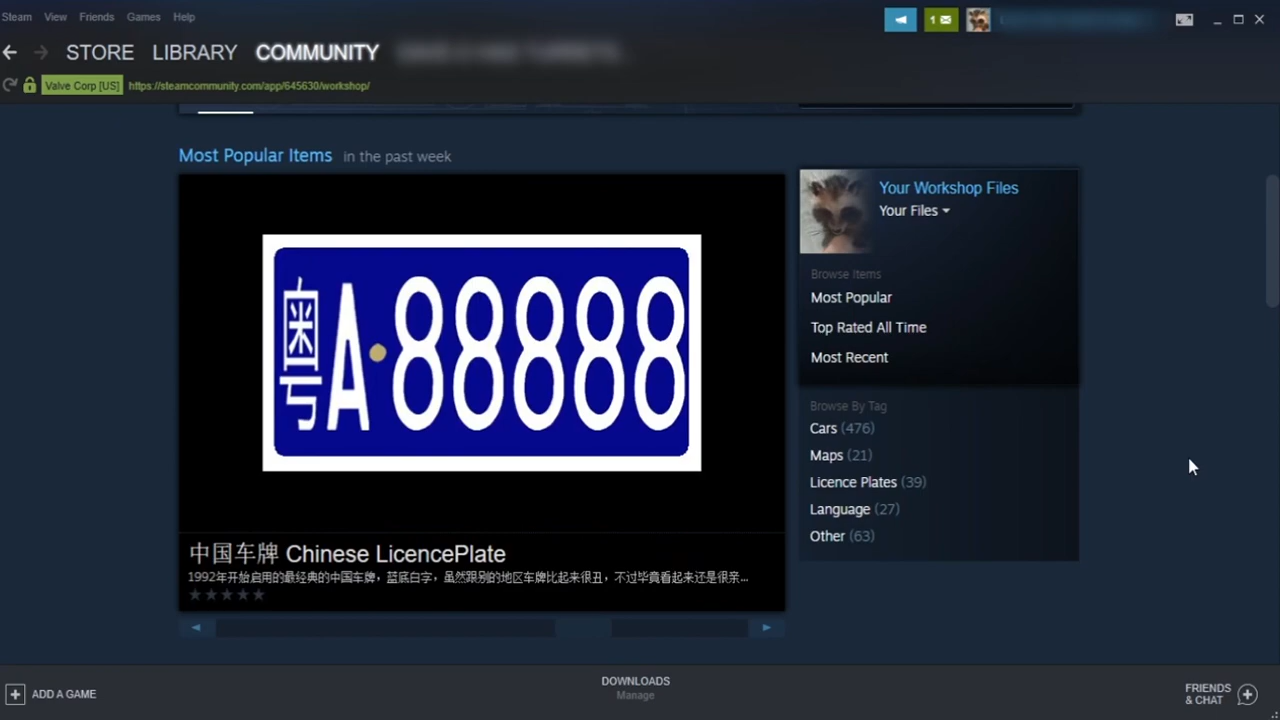 Steam View Friends Games Help
1
STORE LIBRARY COMMUNITY
Valve Corp [US] https://steamcommunity.com/app/645630/workshop/
Most Popular Items in the past week
粤A·88888
中国车牌 Chinese LicencePlate
1992年开始启用的最经典的中国车牌，蓝底白字，虽然跟别的地区车牌比起来很丑，不过毕竟看起来还是很亲...
Your Workshop Files
Your Files
Browse Items
Most Popular
Top Rated All Time
Most Recent
Browse By Tag
Cars (476)
Maps (21)
Licence Plates (39)
Language (27)
Other (63)
ADD A GAME
DOWNLOADS
Manage
FRIENDS
& CHAT